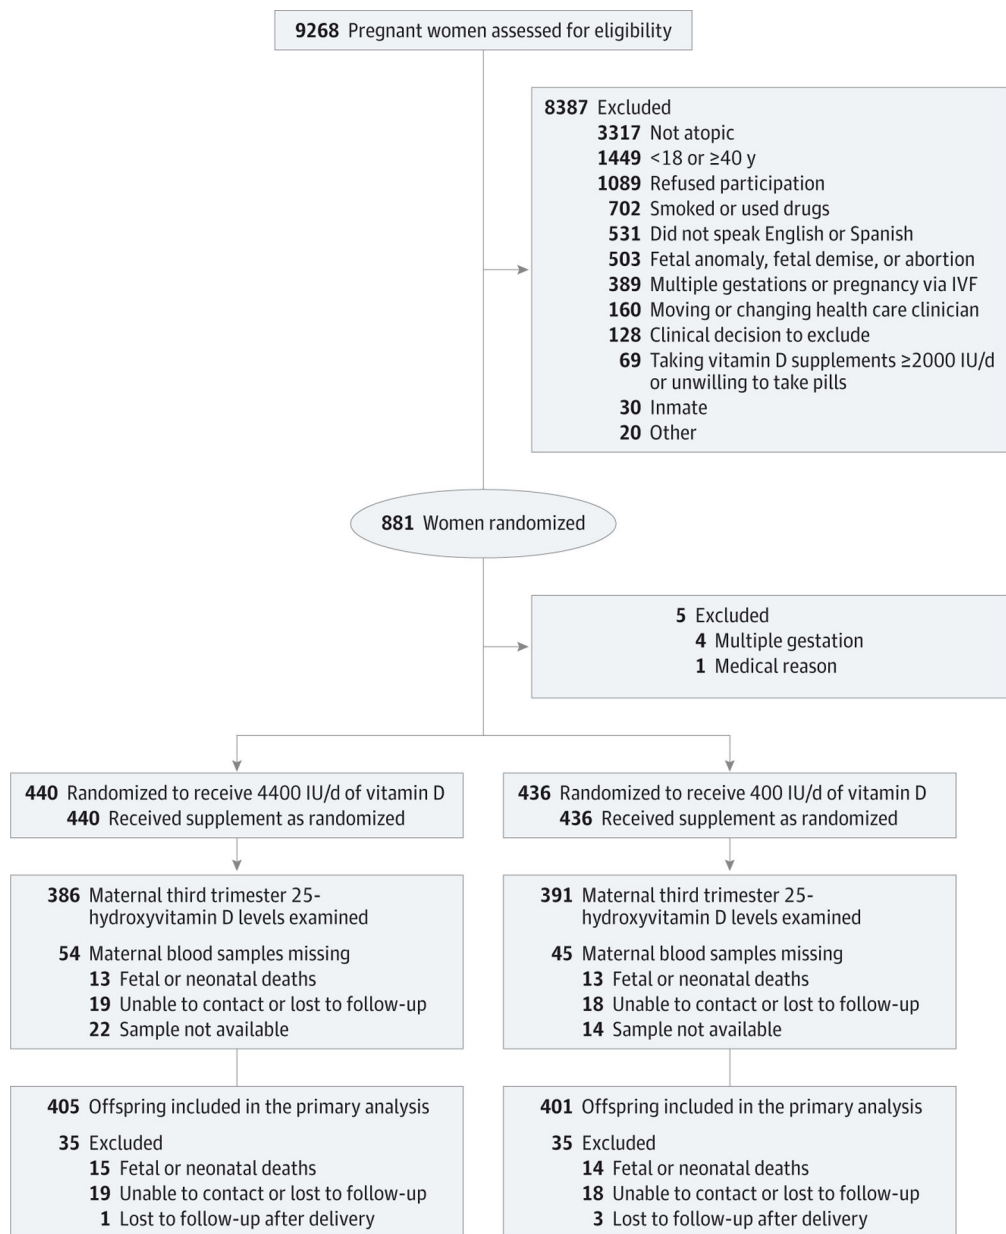 9268 Pregnant women assessed for eligibility
8387 Excluded
3317 Not atopic
1449 <18 or ≥40 y
1089 Refused participation
702 Smoked or used drugs
531 Did not speak English or Spanish
503 Fetal anomaly, fetal demise, or abortion
389 Multiple gestations or pregnancy via IVF
160 Moving or changing health care clinician
128 Clinical decision to exclude
69 Taking vitamin D supplements ≥2000 IU/d
or unwilling to take pills
30 Inmate
20 Other
881 Women randomized
5 Excluded
4 Multiple gestation
1 Medical reason
440 Randomized to receive 4400 IU/d of vitamin D
440 Received supplement as randomized
436 Randomized to receive 400 IU/d of vitamin D
436 Received supplement as randomized
386 Maternal third trimester 25-
hydroxyvitamin D levels examined
54 Maternal blood samples missing
13 Fetal or neonatal deaths
19 Unable to contact or lost to follow-up
22 Sample not available
391 Maternal third trimester 25-
hydroxyvitamin D levels examined
45 Maternal blood samples missing
13 Fetal or neonatal deaths
18 Unable to contact or lost to follow-up
14 Sample not available
405 Offspring included in the primary analysis
35 Excluded
15 Fetal or neonatal deaths
19 Unable to contact or lost to follow-up
1 Lost to follow-up after delivery
401 Offspring included in the primary analysis
35 Excluded
14 Fetal or neonatal deaths
18 Unable to contact or lost to follow-up
3 Lost to follow-up after delivery